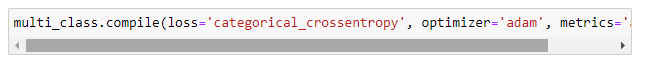 multi_class.compile(loss='categorical_crossentropy', optimizer='adam', metrics='